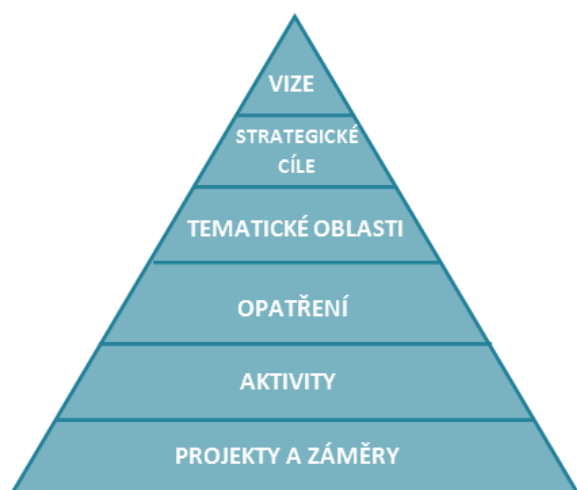 VIZE
STRATEGICKÉ
CÍLE
TEMATICKÉ OBLASTI
OPATŘENÍ
AKTIVITY
PROJEKTY A ZÁMĚRY